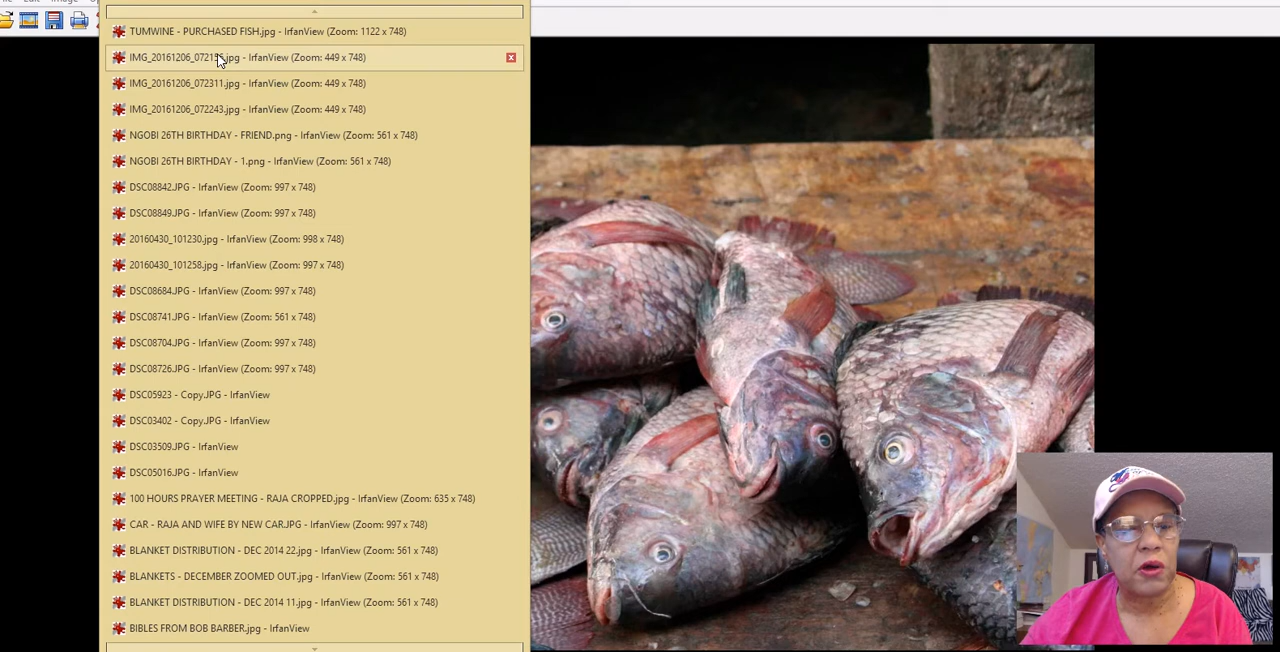 Image
TUMWINE - PURCHASED FISH.jpg - IrfanView (Zoom: 1122 x 748)
.jpg - IrfanView (Zoom: 449 x 748)
IMG_20161206_072311.jpg - IrfanView (Zoom: 449 x 748)
IMG_20161206_072243.jpg - IrfanView (Zoom: 449 x 748)
NGOBI 26TH BIRTHDAY - FRIEND.png - IrfanView (Zoom: 561 x 748)
NGOBI 26TH BIRTHDAY - 1.png - IrfanView (Zoom: 561 x 748)
DSC08842.JPG - IrfanView (Zoom: 997 x 748)
DSC08849.JPG - IrfanView (Zoom: 997 x 748)
20160430_101230.jpg - IrfanView (Zoom: 998 x 748)
20160430_101258.jpg - IrfanView (Zoom: 997 x 748)
DSC08684.JPG - IrfanView (Zoom: 997 x 748)
DSC08741.JPG - IrfanView (Zoom: 561 x 748)
DSC08704.JPG - IrfanView (Zoom: 997 x 748)
DSC08726.JPG - IrfanView (Zoom: 997 x 748)
DSC05923 - Copy.JPG - IrfanView
DSC03402 - Copy.JPG - IrfanView
DSC03509.JPG - IrfanView
DSC05016.JPG - IrfanView
100 HOURS PRAYER MEETING - RAJA CROPPED.jpg - IrfanView (Zoom: 635 x 748)
CAR - RAJA AND WIFE BY NEW CAR.JPG - IrfanView (Zoom: 997 x 748)
BLANKET DISTRIBUTION - DEC 2014 22.jpg - IrfanView (Zoom: 561 x 748)
BLANKETS - DECEMBER ZOOMED OUT.jpg - IrfanView (Zoom: 561 x 748)
BLANKET DISTRIBUTION - DEC 2014 11.jpg - IrfanView (Zoom: 561 x 748)
BIBLES FROM BOB BARBER.jpg - IrfanView